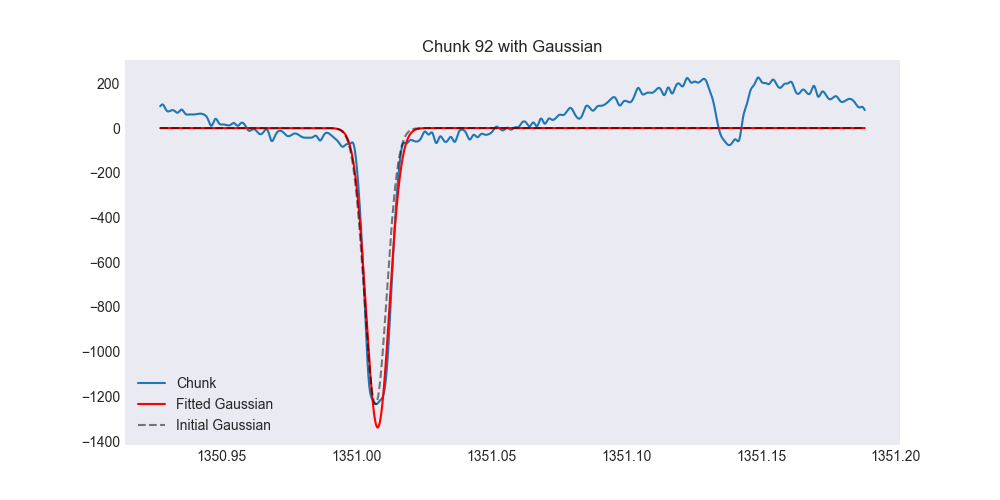 Chunk 92 with Gaussian
200
0
−200
−400
−600
−800
−1000
−1200
−1400
Chunk
Fitted Gaussian
Initial Gaussian
1350.95 1351.00 1351.05 1351.10 1351.15 1351.20